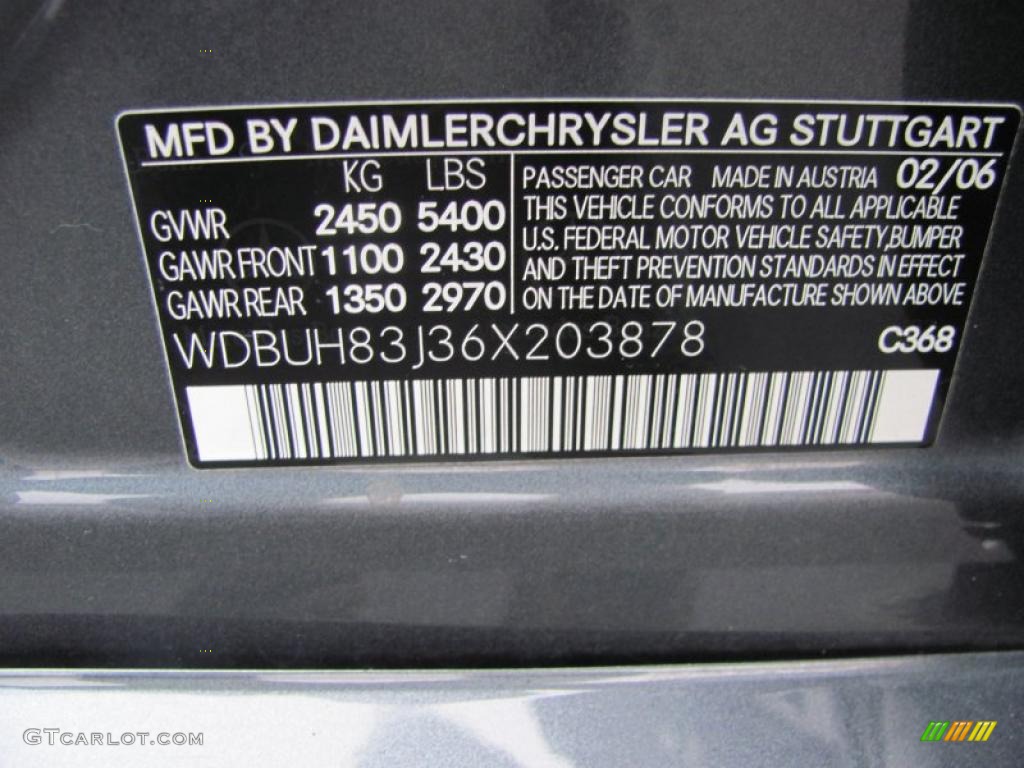 MFD BY DAIMLERCHRYSLER AG STUTTGART
KG LBS
GVWR 2450 5400
GAWR FRONT 1100 2430
GAWR REAR 1350 2970
PASSENGER CAR MADE IN AUSTRIA 02/06
THIS VEHICLE CONFORMS TO ALL APPLICABLE
U.S. FEDERAL MOTOR VEHICLE SAFETY,BUMPER
AND THEFT PREVENTION STANDARDS IN EFFECT
ON THE DATE OF MANUFACTURE SHOWN ABOVE
WDBUH83J36X203878 C368
GTcarlot.com